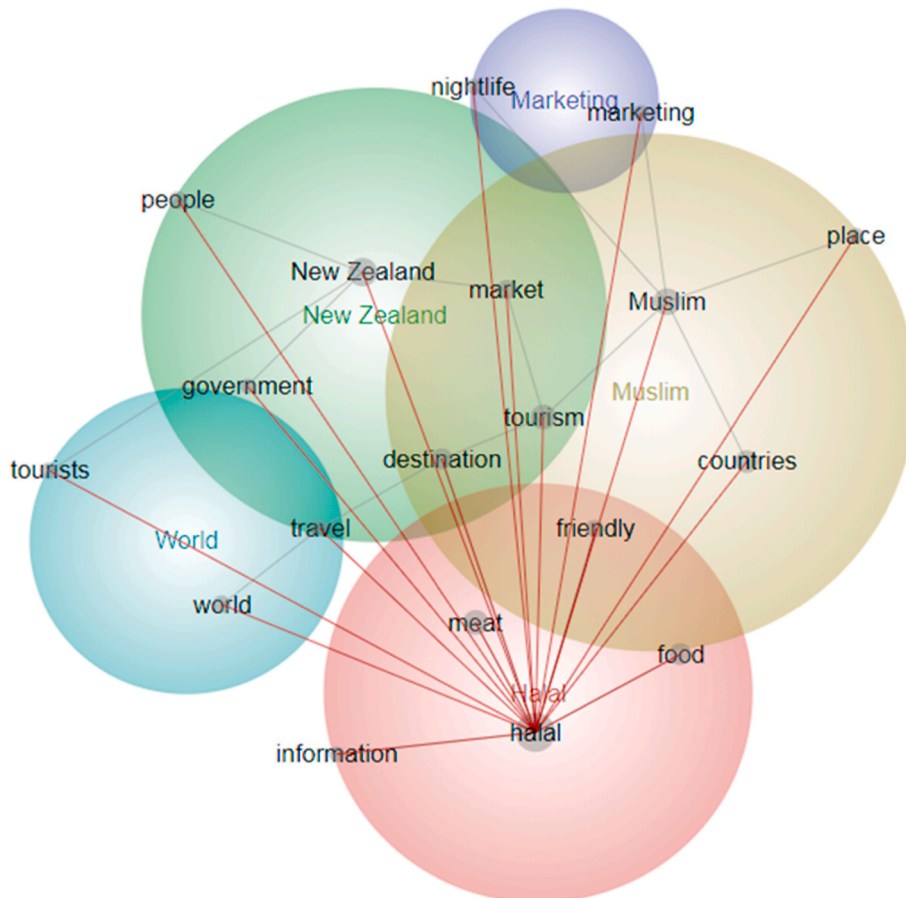 nightlife
Marketing
marketing
people
place
New Zealand
market
Muslim
New Zealand
government
Muslim
tourism
tourists
destination
countries
travel
friendly
World
world
meat
food
Halal
halal
information